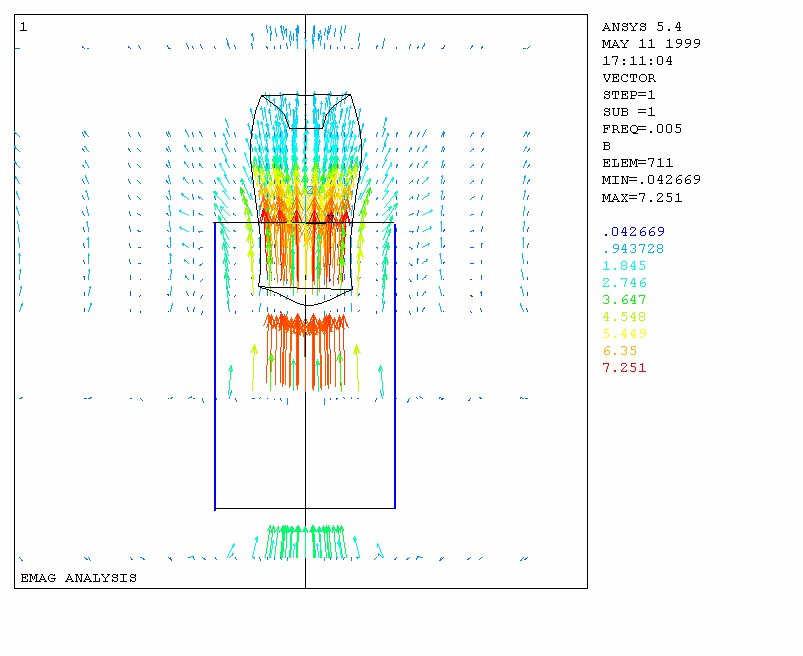 1
ANSYS 5.4
MAY 11 1999
17:11:04
VECTOR
STEP=1
SUB =1
FREQ=.005
B
ELEM=711
MIN=.042669
MAX=7.251
.042669
.943728
1.845
2.746
3.647
4.548
5.449
6.35
7.251
EMAG ANALYSIS